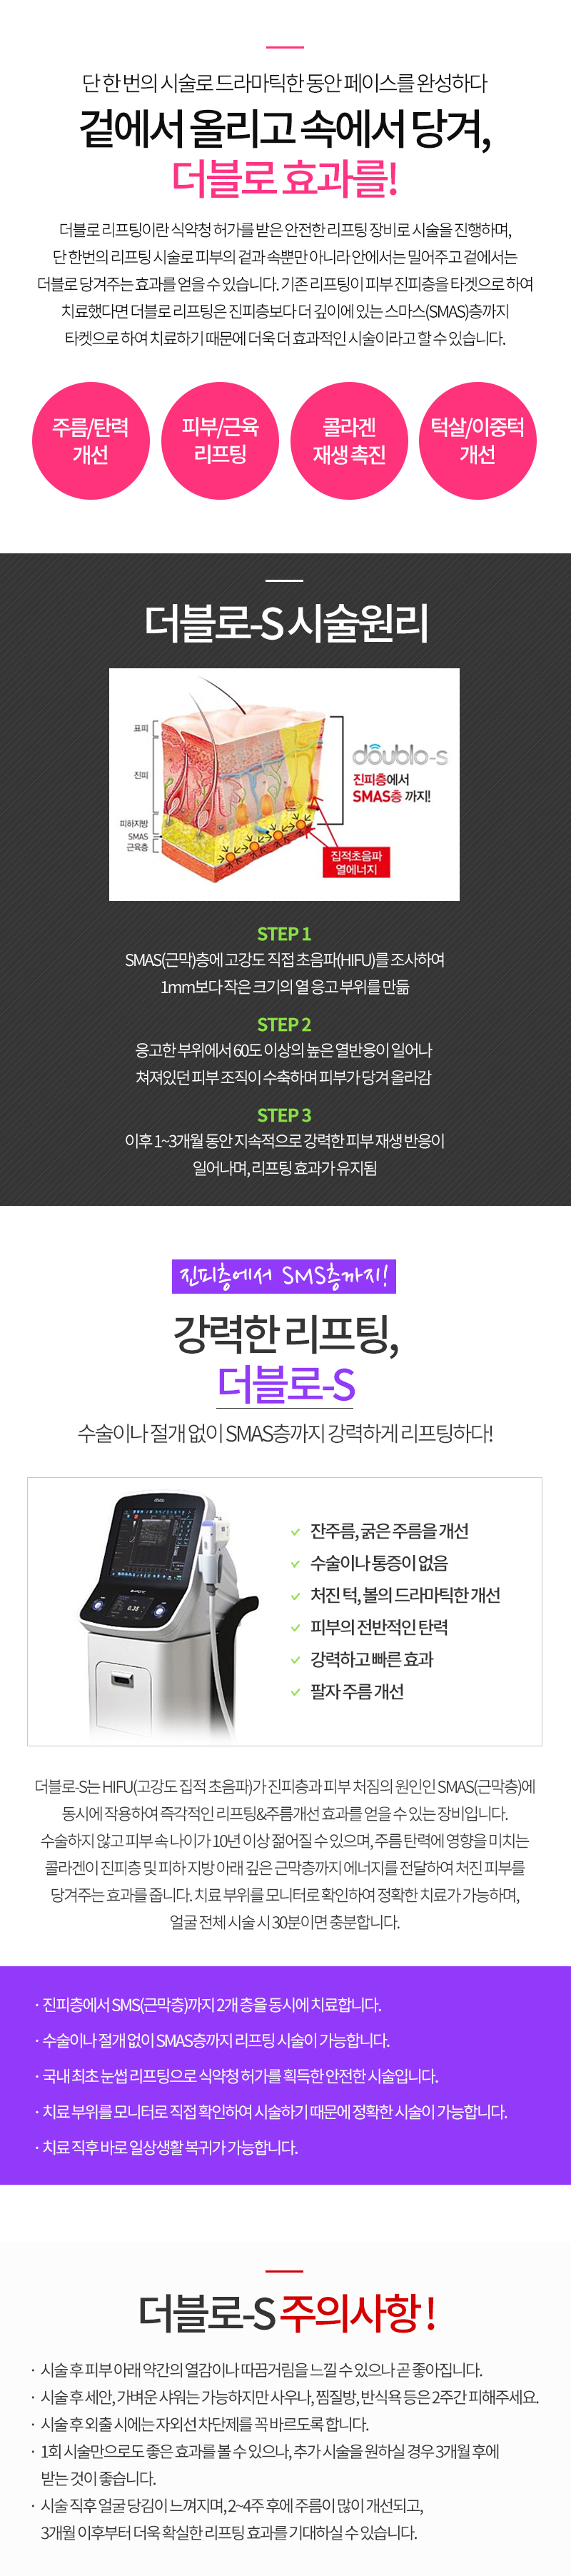 단 한 번의 시술로 드라마틱한 동안 페이스를 완성하다
겉에서 올리고 속에서 당겨,
더블로 효과를!
더블로 리프팅이란 식약청 허가를 받은 안전한 리프팅 장비로 시술을 진행하며,
단 한번의 리프팅 시술로 피부의 겉과 속뿐만 아니라 안에서는 밀어주고 겉에서는
더블로 당겨주는 효과를 얻을 수 있습니다. 기존 리프팅이 피부 진피층을 타겟으로 하여
치료했다면 더블로 리프팅은 진피층보다 더 깊이에 있는 스마스(SMAS)층까지
타켓으로 하여 치료하기 때문에 더욱 더 효과적인 시술이라고 할 수 있습니다.
주름/탄력
개선
피부/근육
리프팅
콜라겐
재생 촉진
턱살/이중턱
개선
더블로-S 시술원리
표피
진피
피하지방
SMAS
근육층
doublo-s
진피층에서
SMAS층 까지!
집적초음파
열에너지
STEP 1
SMAS(근막)층에 고강도 직접 초음파(HIFU)를 조사하여
1mm보다 작은 크기의 열 응고 부위를 만듦
STEP 2
응고한 부위에서 60도 이상의 높은 열반응이 일어나
쳐져있던 피부 조직이 수축하며 피부가 당겨 올라감
STEP 3
이후 1~3개월 동안 지속적으로 강력한 피부 재생 반응이
일어나며, 리프팅 효과가 유지됨
진피층에서 SMS층까지!
강력한 리프팅,
더블로-S
수술이나 절개 없이 SMAS층까지 강력하게 리프팅하다!
잔주름, 굵은 주름을 개선
수술이나 통증이 없음
처진 턱, 볼의 드라마틱한 개선
피부의 전반적인 탄력
강력하고 빠른 효과
팔자 주름 개선
더블로-S는 HIFU(고강도 집적 초음파)가 진피층과 피부 처짐의 원인인 SMAS(근막층)에
동시에 작용하여 즉각적인 리프팅&주름개선 효과를 얻을 수 있는 장비입니다.
수술하지 않고 피부 속 나이가 10년 이상 젊어질 수 있으며, 주름 탄력에 영향을 미치는
콜라겐이 진피층 및 피하 지방 아래 깊은 근막층까지 에너지를 전달하여 처진 피부를
당겨주는 효과를 줍니다. 치료 부위를 모니터로 확인하여 정확한 치료가 가능하며,
얼굴 전체 시술 시 30분이면 충분합니다.
· 진피층에서 SMS(근막층)까지 2개 층을 동시에 치료합니다.
· 수술이나 절개 없이 SMAS층까지 리프팅 시술이 가능합니다.
· 국내 최초 눈썹 리프팅으로 식약청 허가를 획득한 안전한 시술입니다.
· 치료 부위를 모니터로 직접 확인하여 시술하기 때문에 정확한 시술이 가능합니다.
· 치료 직후 바로 일상생활 복귀가 가능합니다.
더블로-S 주의사항 !
· 시술 후 피부 아래 약간의 열감이나 따끔거림을 느낄 수 있으나 곧 좋아집니다.
· 시술 후 세안, 가벼운 샤워는 가능하지만 사우나, 찜질방, 반식욕 등은 2주간 피해주세요.
· 시술 후 외출 시에는 자외선 차단제를 꼭 바르도록 합니다.
· 1회 시술만으로도 좋은 효과를 볼 수 있으나, 추가 시술을 원하실 경우 3개월 후에
받는 것이 좋습니다.
· 시술 직후 얼굴 당김이 느껴지며, 2~4주 후에 주름이 많이 개선되고,
3개월 이후부터 더욱 확실한 리프팅 효과를 기대하실 수 있습니다.